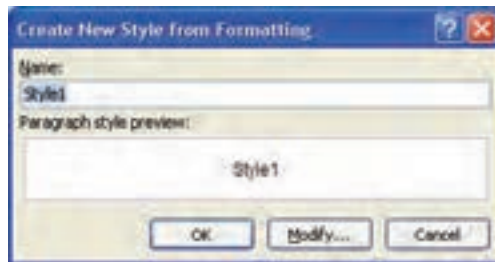 Create New Style from Formatting
Name:
Style1
Paragraph style preview:
Style1
OK Modify... Cancel